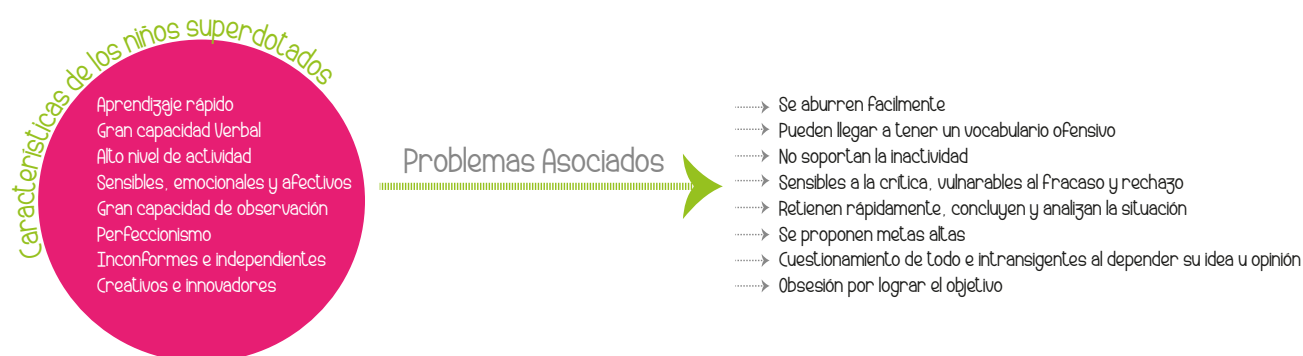 Características de los niños superdotados
Aprendizaje rápido
Gran capacidad Verbal
Alto nivel de actividad
Sensibles, emocionales y afectivos
Gran capacidad de observación
Perfeccionismo
Inconformes e independientes
Creativos e innovadores
Problemas Asociados
Se aburren facilmente
Pueden llegar a tener un vocabulario ofensivo
No soportan la inactividad
Sensibles a la crítica, vulnarables al fracaso y rechazo
Retienen rápidamente, concluyen y analizan la situación
Se proponen metas altas
Cuestionamiento de todo e intransigentes al depender su idea u opinión
Obsesión por lograr el objetivo